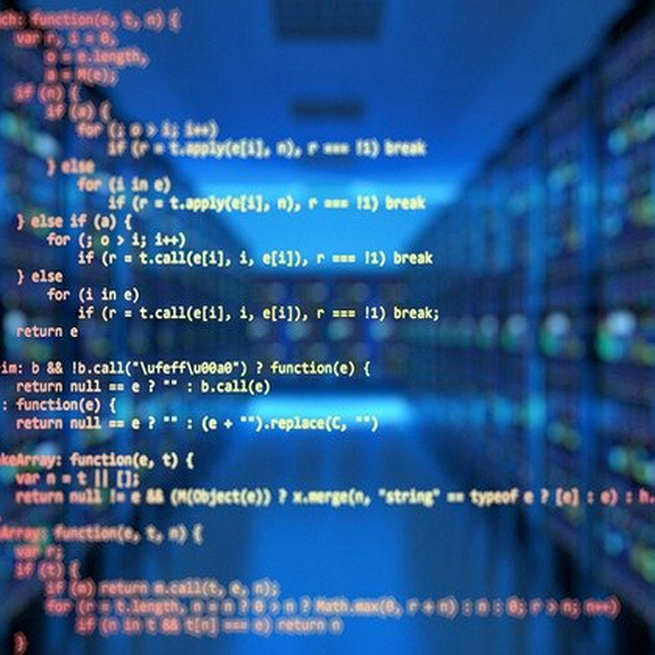 ch: function(e, t, n) {
var r, i = 0,
o = e.length,
a = M(e);
if (n) {
if (a) {
for (; o > i; i++)
if (r = t.apply(e[i], n), r === !1) break
} else
for (i in e)
if (r = t.apply(e[i], n), r === !1) break
} else if (a) {
for (; o > i; i++)
if (r = t.call(e[i], i, e[i]), r === !1) break
} else
for (i in e)
if (r = t.call(e[i], i, e[i]), r === !1) break;
return e
im: b && !b.call("\ufeff\u00a0") ? function(e) {
return null == e ? "" : b.call(e)
: function(e) {
return null == e ? "" : (e + "").replace(C, "")
keArray: function(e, t) {
var n = t || [];
return null != e && (M(Object(e)) ? x.merge(n, "string" == typeof e ? [e] : e) : h.
Array: function(e, t, n) {
var r;
if (t) {
if (m) return m.call(t, e, n);
for (r = t.length, n = n ? 0 > n ? Math.max(0, r + n) : n : 0; r > n; n++)
if (n in t && t[n] === e) return n
}